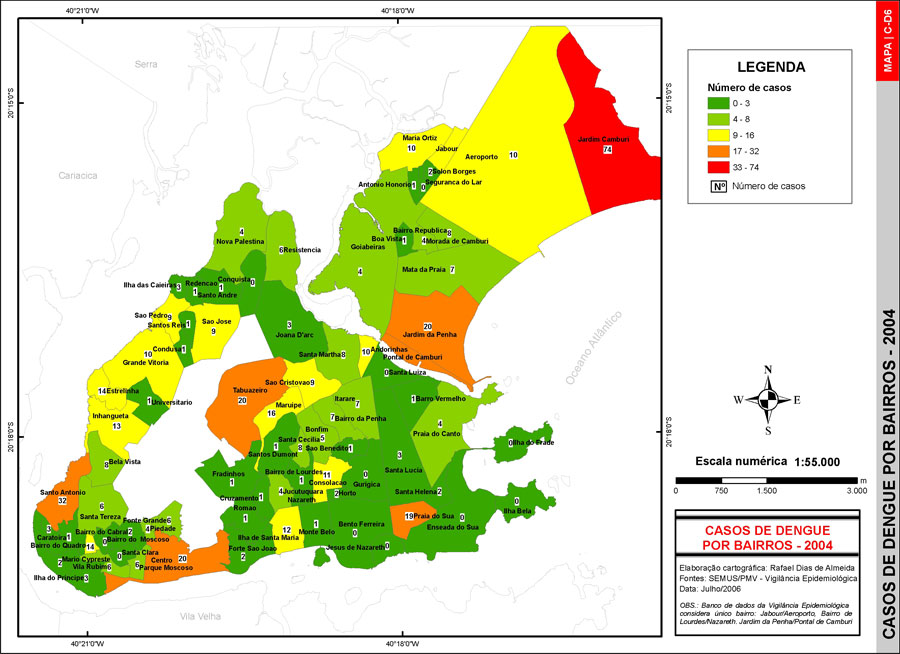 40°21'0"W
40°18'0"W
MAPA | C-D6
CASOS DE DENGUE POR BAIRROS - 2004
20°15'0"S
20°15'0"S
20°18'0"S
20°18'0"S
Serra
Cariacica
Vila Velha
Oceano Atlântico
LEGENDA
Número de casos
0 - 3
4 - 8
9 - 16
17 - 32
33 - 74
Nº Número de casos
Jardim Camburi
74
Maria Ortiz
10
Jabour
Aeroporto 10
2 Solon Borges
Antonio Honorio 1
0 Seguranca do Lar
Bairro Republica 8
Boa Vista 1
4 Morada de Camburi
Goiabeiras
4
Mata da Praia 7
20
Jardim da Penha
4
Nova Palestina
6 Resistencia
Conquista 0
Ilha das Caieiras 3
Redencao 1
1
Santo Andre
Sao Pedro 9
Santos Reis 1
Sao Jose
9
Condusa 1
10
Grande Vitoria
3
Joana D'arc
Santa Martha 8
10 Andorinhas
Pontal de Camburi
0 Santa Luiza
14 Estrelinha
1 Universitario
Inhangueta
13
Tabuazeiro
20
Sao Cristovao 9
Maruipe
16
Itarare
7
7 Bairro da Penha
1 Barro Vermelho
4
Praia do Canto
Bonfim
5
Santa Cecilia
1
8 Sao Benedito 1
Santos Dumont
0 Ilha do Frade
8 Bela Vista
Fradinhos
1
Bairro de Lourdes
1
11
Consolacao
0
Gurigica
3
Santa Lucia
Santo Antonio
32
Cruzamento 1
Romao
1
4 Jucutuquara
Nazareth
2 Horto
Santa Helena 2
0
Ilha Bela
6
Santa Tereza
Fonte Grande 6
4 Piedade
3
Caratoira 1
Bairro do Cabral 2
0 Bairro do Moscoso
Bairro do Quadro 14
0 Santa Clara
2 Mario Cypreste
Vila Rubim 6
Centro 20
6 Parque Moscoso
Ilha do Principe 3
12
Ilha de Santa Maria
1
Monte Belo
Bento Ferreira
0
19 Praia do Sua
0
Enseada do Sua
Forte Sao Joao
2
Jesus de Nazareth 0
N
W E
S
Escala numérica 1:55.000
0 750 1.500 3.000 m
CASOS DE DENGUE
POR BAIRROS - 2004
Elaboração cartográfica: Rafael Dias de Almeida
Fontes: SEMUS/PMV - Vigilância Epidemiológica
Data: Julho/2006
OBS.: Banco de dados da Vigilância Epidemiológica
considera único bairro: Jabour/Aeroporto, Bairro de
Lourdes/Nazareth. Jardim da Penha/Pontal de Camburi
40°21'0"W
40°18'0"W